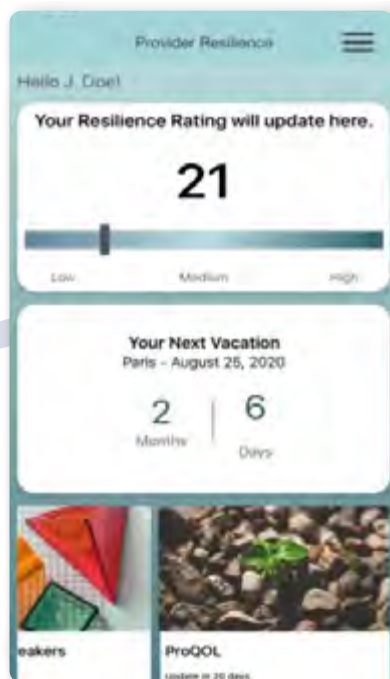 Provider Resilience
Hello J. Doe!
Your Resilience Rating will update here.
21
Low Medium High
Your Next Vacation
Paris - August 25, 2020
2 6
Months Days
eakers ProQOL
Update in 20 days